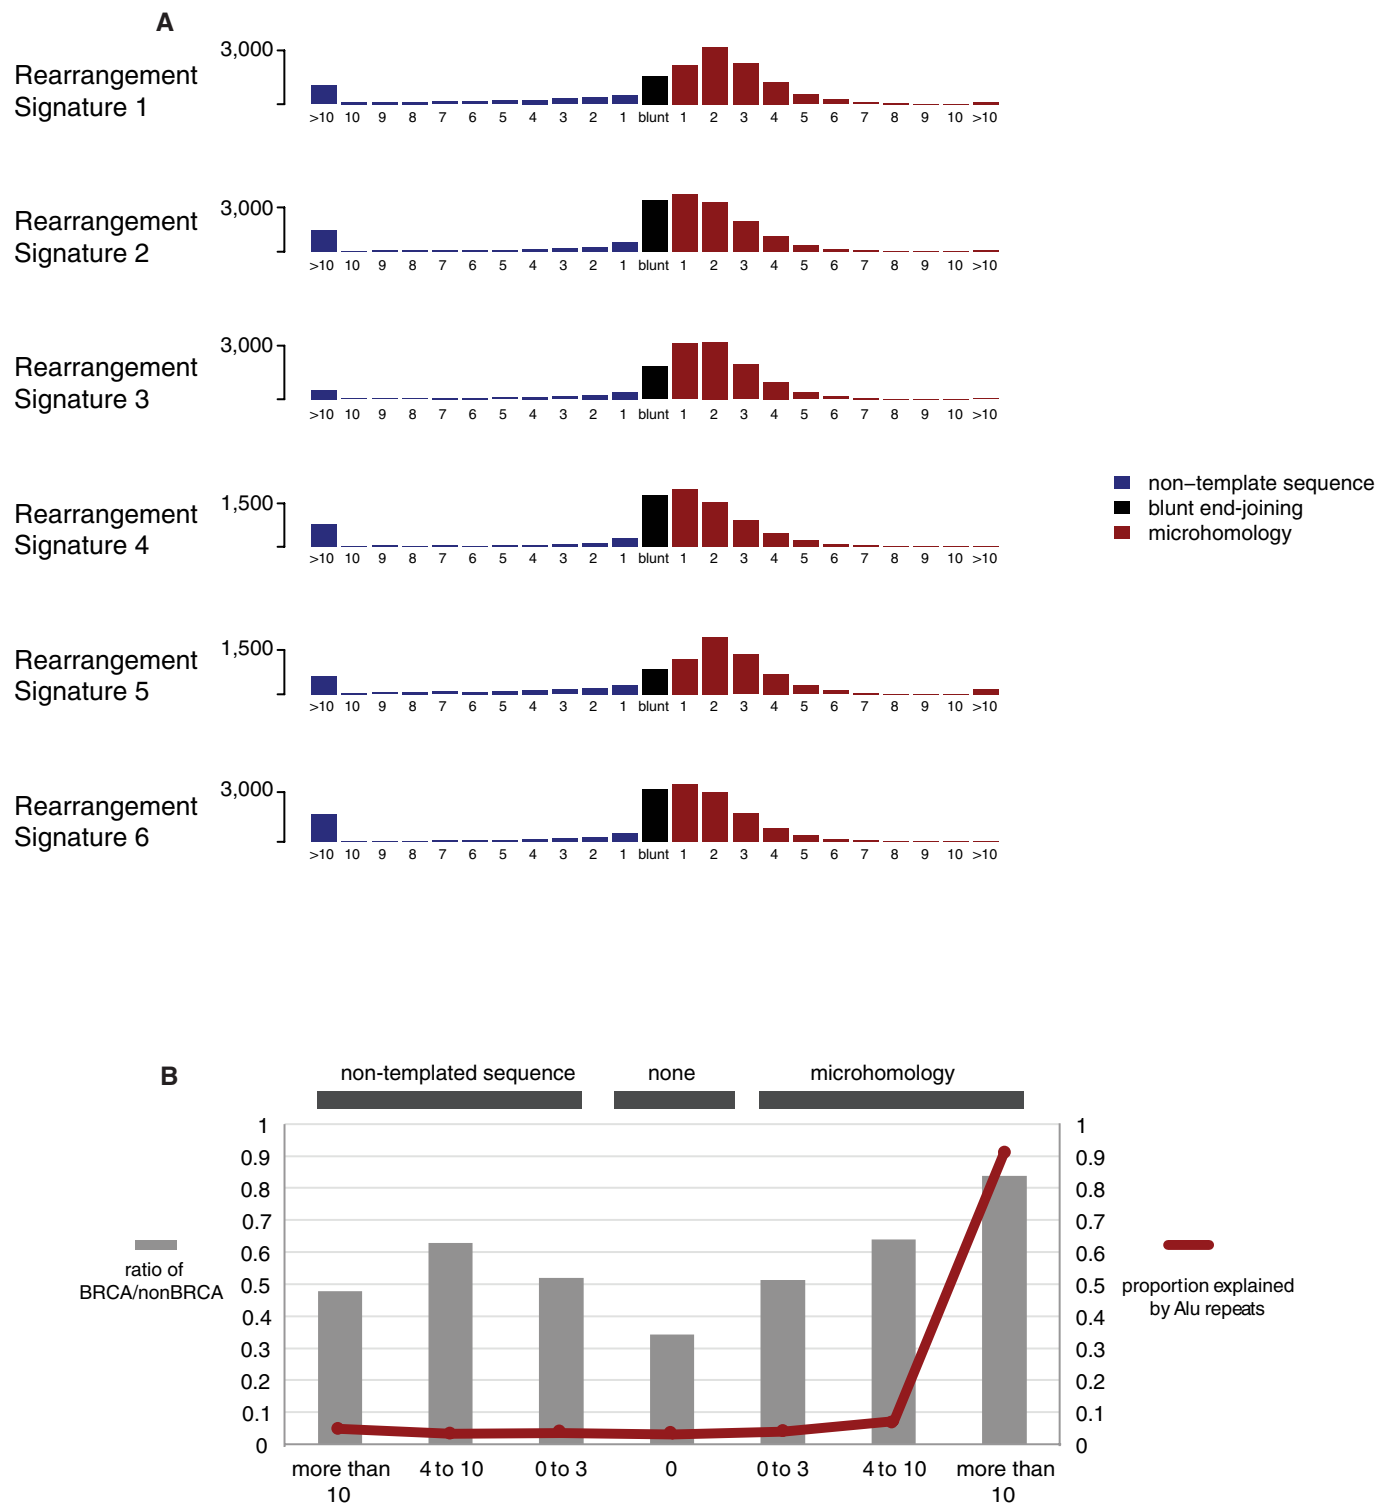 A
3,000
Rearrangement
Signature 1
>10 10 9 8 7 6 5 4 3 2 1 blunt 1 2 3 4 5 6 7 8 9 10 >10
3,000
Rearrangement
Signature 2
>10 10 9 8 7 6 5 4 3 2 1 blunt 1 2 3 4 5 6 7 8 9 10 >10
3,000
Rearrangement
Signature 3
>10 10 9 8 7 6 5 4 3 2 1 blunt 1 2 3 4 5 6 7 8 9 10 >10
1,500
Rearrangement
Signature 4
>10 10 9 8 7 6 5 4 3 2 1 blunt 1 2 3 4 5 6 7 8 9 10 >10
non−template sequence
blunt end-joining
microhomology
1,500
Rearrangement
Signature 5
>10 10 9 8 7 6 5 4 3 2 1 blunt 1 2 3 4 5 6 7 8 9 10 >10
3,000
Rearrangement
Signature 6
>10 10 9 8 7 6 5 4 3 2 1 blunt 1 2 3 4 5 6 7 8 9 10 >10
B
non-templated sequence none microhomology
1 1
0.9 0.9
0.8 0.8
0.7 0.7
0.6 0.6
0.5 0.5
0.4 0.4
0.3 0.3
0.2 0.2
0.1 0.1
0 0
ratio of
BRCA/nonBRCA
proportion explained
by Alu repeats
more than 4 to 10 0 to 3 0 0 to 3 4 to 10 more than
10 10